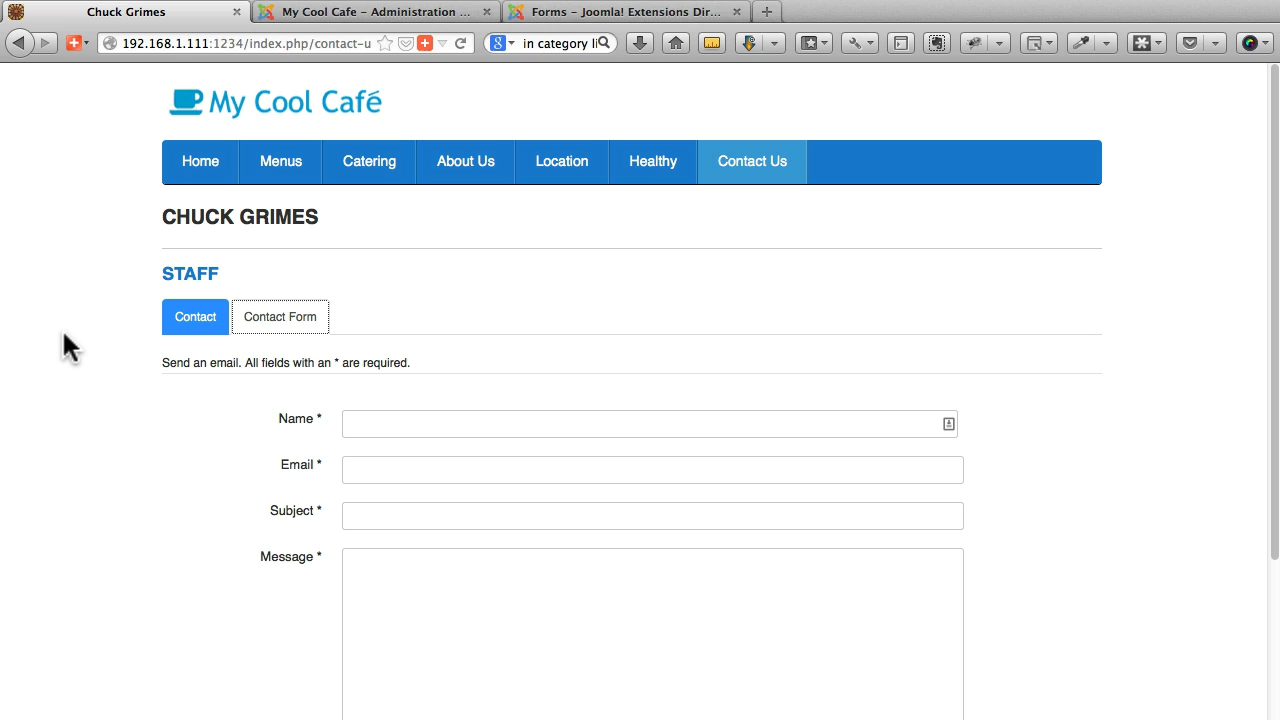 Chuck Grimes
My Cool Cafe – Administration ...
Forms – Joomla! Extensions Dir...
192.168.1.111:1234/index.php/contact-u
in category li
My Cool Café
Home Menus Catering About Us Location Healthy Contact Us
CHUCK GRIMES
STAFF
Contact Contact Form
Send an email. All fields with an * are required.
Name *
Email *
Subject *
Message *